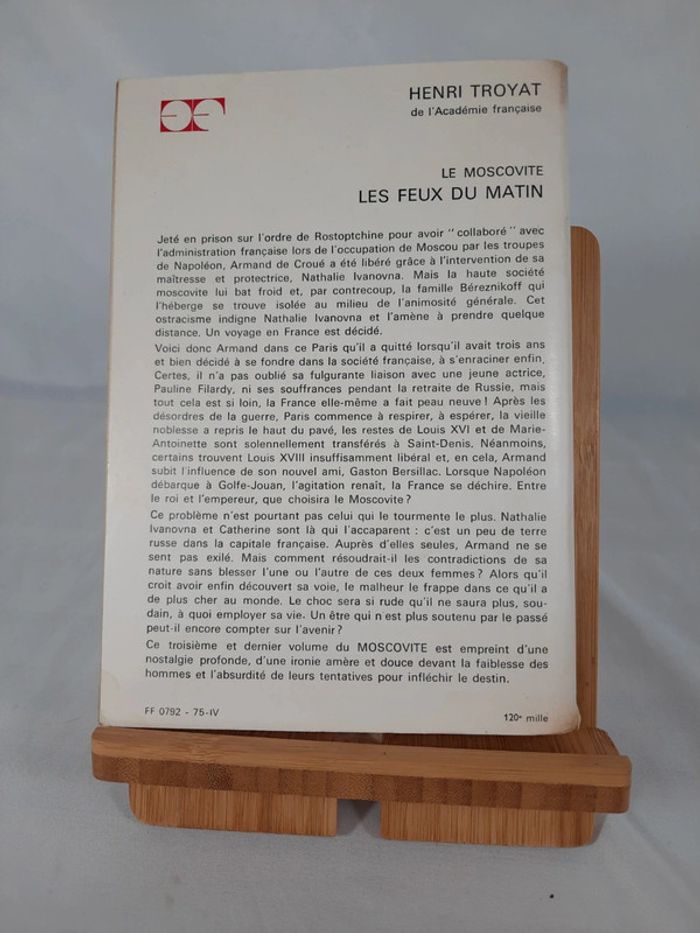 HENRI TROYAT
de l'Académie française
LE MOSCOVITE
LES FEUX DU MATIN
Jeté en prison sur l'ordre de Rostoptchine pour avoir "collaboré" avec
l'administration française lors de l'occupation de Moscou par les troupes
de Napoléon, Armand de Croué a été libéré grâce à l'intervention de sa
maîtresse et protectrice, Nathalie Ivanovna. Mais la haute société
moscovite lui bat froid et, par contrecoup, la famille Béreznikoff qui
l'héberge se trouve isolée au milieu de l'animosité générale. Cet
ostracisme indigne Nathalie Ivanovna et l'amène à prendre quelque
distance. Un voyage en France est décidé.
Voici donc Armand dans ce Paris qu'il a quitté lorsqu'il avait trois ans
et bien décidé à se fondre dans la société française, à s'enraciner enfin.
Certes, il n'a pas oublié sa fulgurante liaison avec une jeune actrice,
Pauline Filardy, ni ses souffrances pendant la retraite de Russie, mais
tout cela est si loin, la France elle-même a fait peau neuve ! Après les
désordres de la guerre, Paris commence à respirer, à espérer, la vieille
noblesse a repris le haut du pavé, les restes de Louis XVI et de Marie-
Antoinette sont solennellement transférés à Saint-Denis. Néanmoins,
certains trouvent Louis XVIII insuffisamment libéral et, en cela, Armand
subit l'influence de son nouvel ami, Gaston Bersillac. Lorsque Napoléon
débarque à Golfe-Jouan, l'agitation renaît, la France se déchire. Entre
le roi et l'empereur, que choisira le Moscovite ?
Ce problème n'est pourtant pas celui qui le tourmente le plus. Nathalie
Ivanovna et Catherine sont là qui l'accaparent : c'est un peu de terre
russe dans la capitale française. Auprès d'elles seules, Armand ne se
sent pas exilé. Mais comment résoudrait-il les contradictions de sa
nature sans blesser l'une ou l'autre de ces deux femmes ? Alors qu'il
croit avoir enfin découvert sa voie, le malheur le frappe dans ce qu'il a
de plus cher au monde. Le choc sera si rude qu'il ne saura plus, sou-
dain, à quoi employer sa vie. Un être qui n'est plus soutenu par le passé
peut-il encore compter sur l'avenir ?
Ce troisième et dernier volume du MOSCOVITE est empreint d'une
nostalgie profonde, d'une ironie amère et douce devant la faiblesse des
hommes et l'absurdité de leurs tentatives pour infléchir le destin.
FF 0792 - 75-IV
120e mille